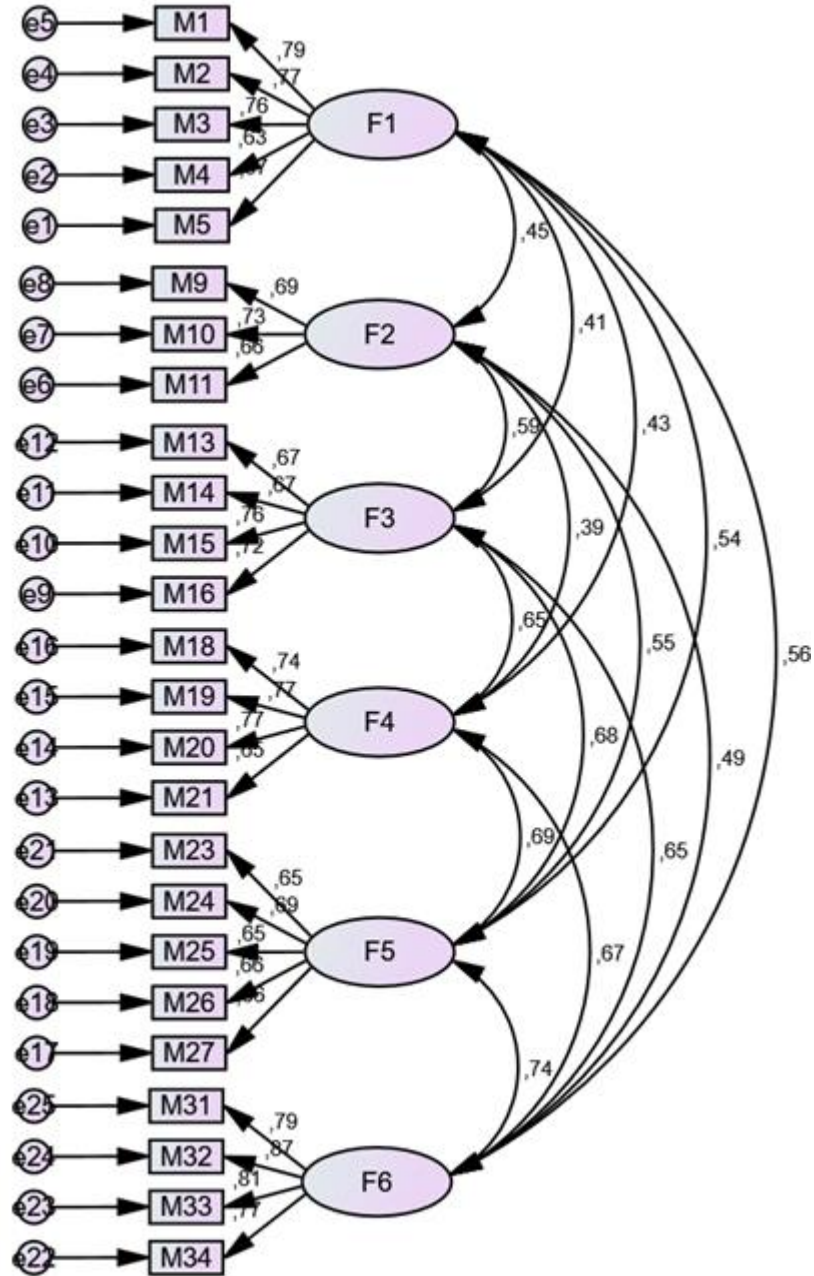 e5 M1 ,79
e4 M2 ,77
e3 M3 ,76 F1
e2 M4 ,63
e1 M5
,45
e8 M9 ,69
e7 M10 ,73 F2 ,41
e6 M11 ,66
e12 M13 ,67 ,59 ,43
e11 M14 ,67
e10 M15 ,76 F3 ,39 ,54
e9 M16 ,72
e16 M18 ,74 ,65 ,55 ,56
e15 M19 ,77
e14 M20 ,77 F4 ,68 ,49
e13 M21 ,65
e21 M23 ,65 ,69 ,65
e20 M24 ,69
e19 M25 ,65 F5 ,67
e18 M26 ,66
e17 M27
,74
e25 M31 ,79
e24 M32 ,87
e23 M33 ,81 F6
e22 M34 ,77